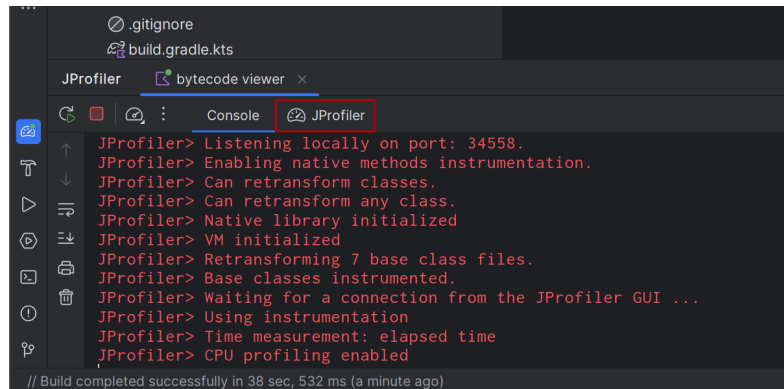 .gitignore
build.gradle.kts
JProfiler bytecode viewer
Console JProfiler
JProfiler> Listening locally on port: 34558.
JProfiler> Enabling native methods instrumentation.
JProfiler> Can retransform classes.
JProfiler> Can retransform any class.
JProfiler> Native library initialized
JProfiler> VM initialized
JProfiler> Retransforming 7 base class files.
JProfiler> Base classes instrumented.
JProfiler> Waiting for a connection from the JProfiler GUI ...
JProfiler> Using instrumentation
JProfiler> Time measurement: elapsed time
JProfiler> CPU profiling enabled
// Build completed successfully in 38 sec, 532 ms (a minute ago)